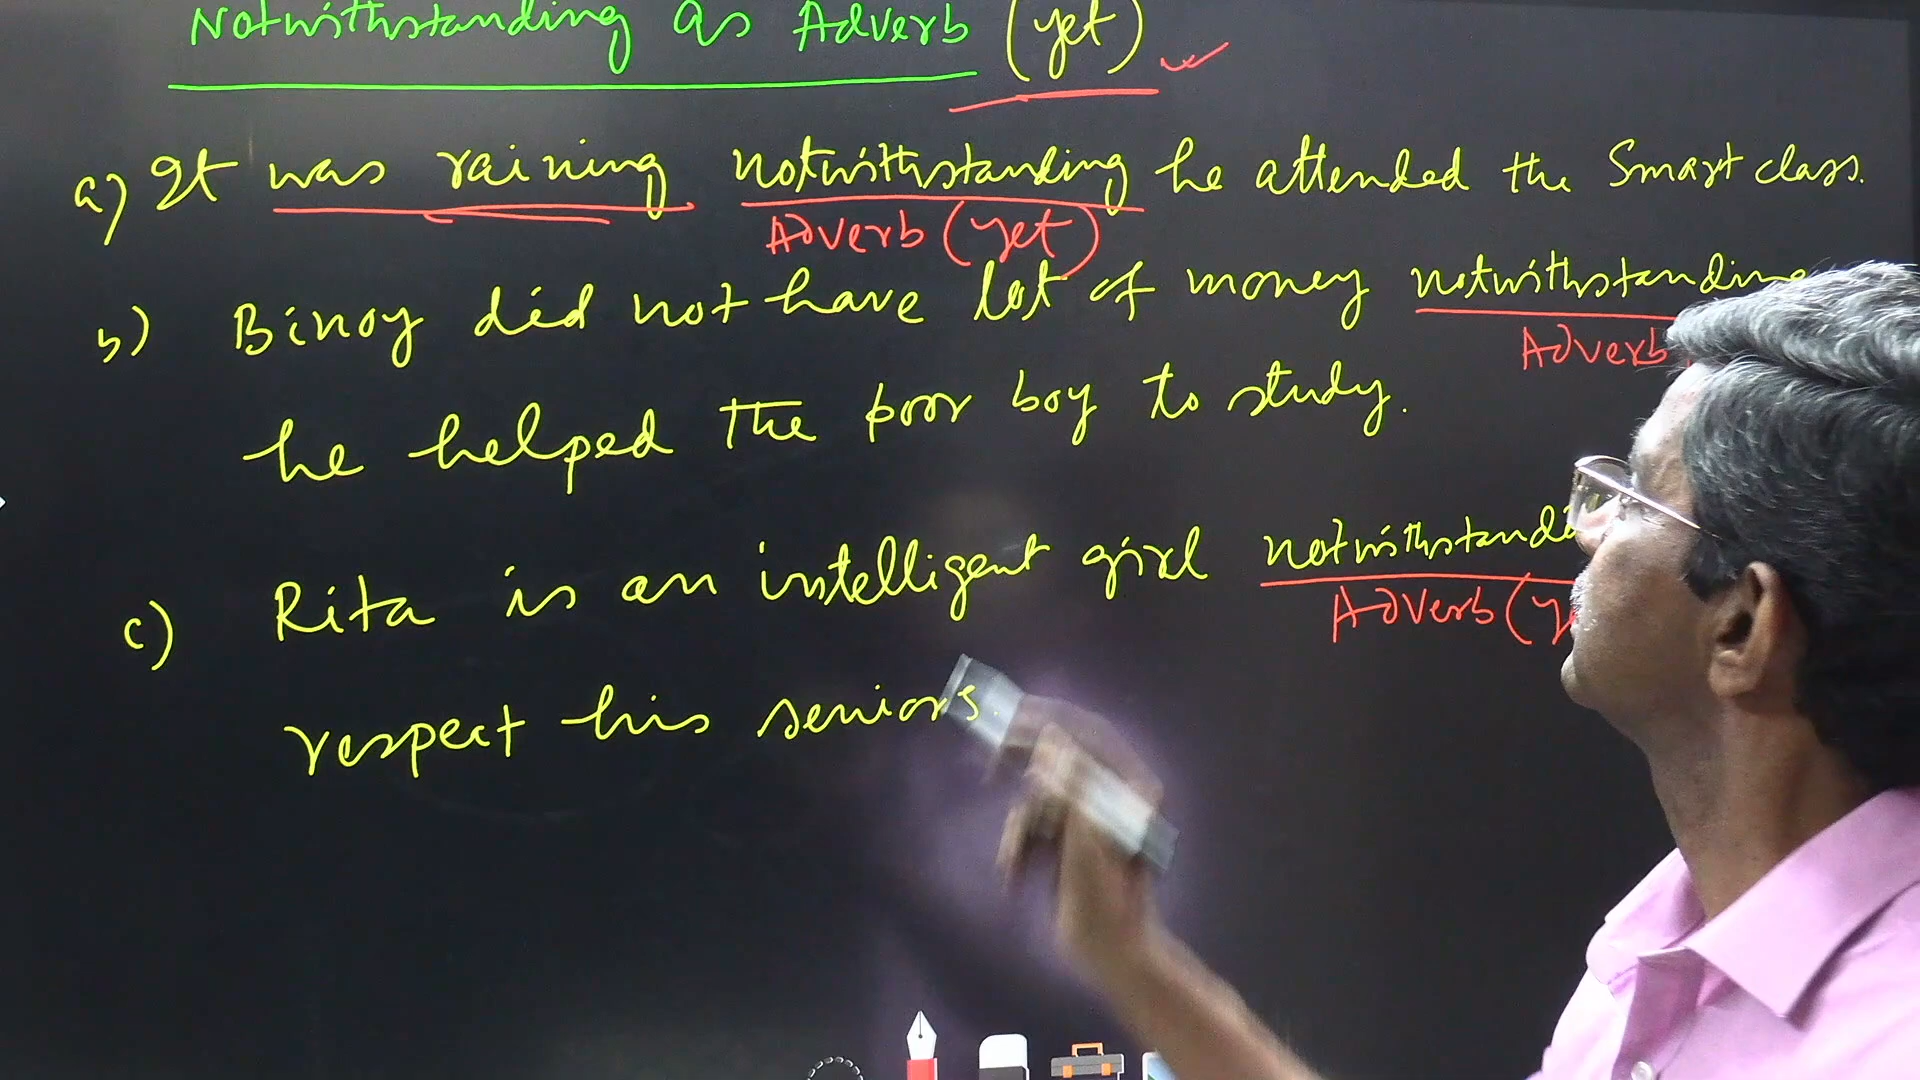 Notwithstanding as Adverb (yet)
a) It was raining notwithstanding he attended the Smart class.
Adverb (yet)
b) Binoy did not have lot of money notwithstanding
Adverb
he helped the poor boy to study.
c) Rita is an intelligent girl
Adverb
respect his seniors.